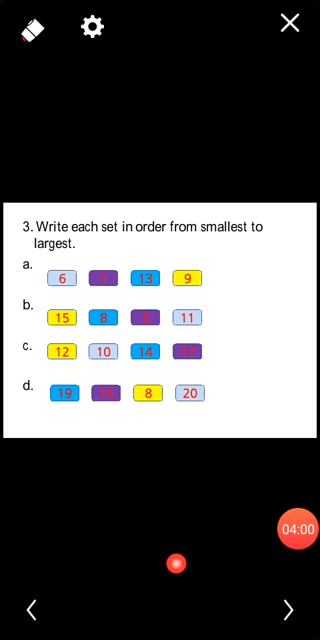 3. Write each set in order from smallest to
largest.
a.
6 13 9
b.
15 8 11
c.
12 10 14
d.
19 8 20
04:00